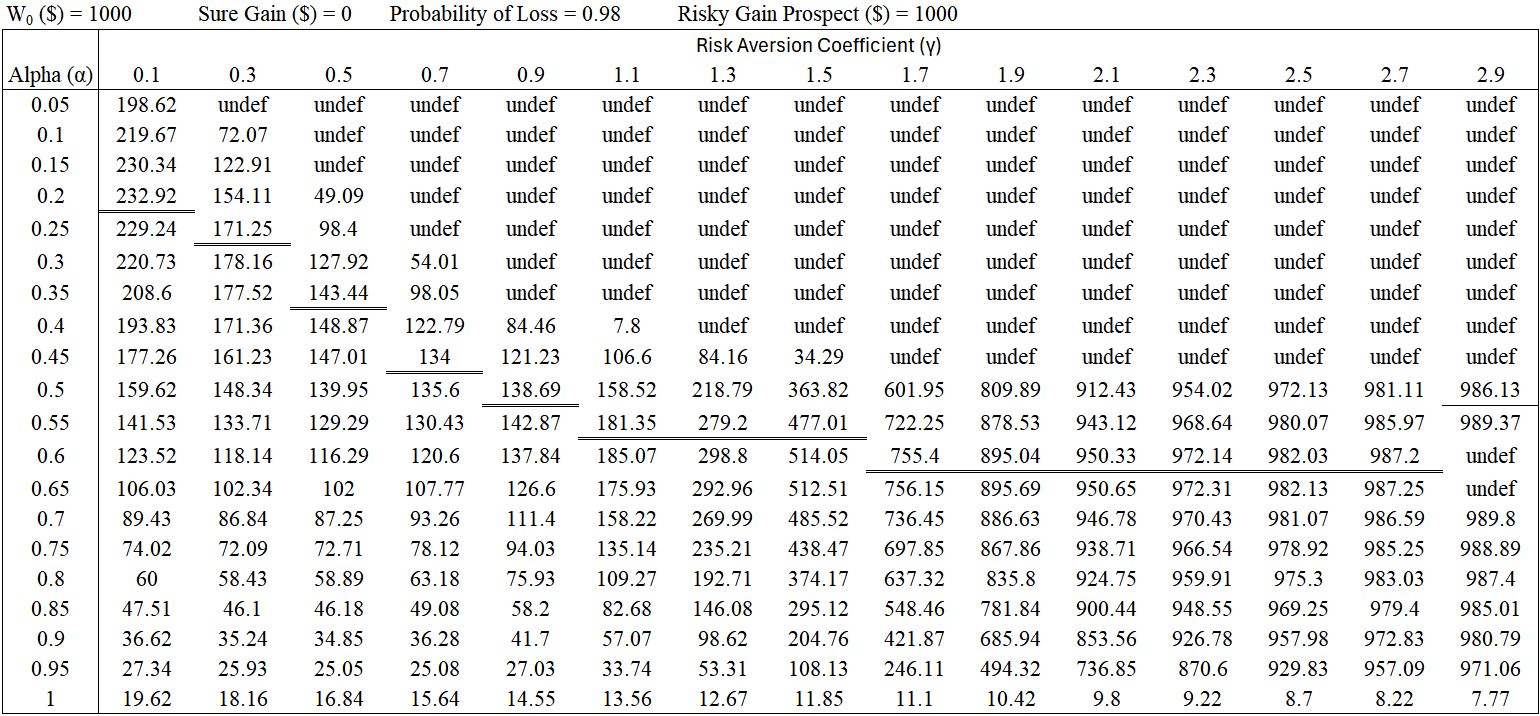 W₀ ($) = 1000 Sure Gain ($) = 0 Probability of Loss = 0.98 Risky Gain Prospect ($) = 1000
Risk Aversion Coefficient (γ)
Alpha (α) 0.1 0.3 0.5 0.7 0.9 1.1 1.3 1.5 1.7 1.9 2.1 2.3 2.5 2.7 2.9
0.05 198.62 undef undef undef undef undef undef undef undef undef undef undef undef undef undef
0.1 219.67 72.07 undef undef undef undef undef undef undef undef undef undef undef undef undef
0.15 230.34 122.91 undef undef undef undef undef undef undef undef undef undef undef undef undef
0.2 232.92 154.11 49.09 undef undef undef undef undef undef undef undef undef undef undef undef
0.25 229.24 171.25 98.4 undef undef undef undef undef undef undef undef undef undef undef undef
0.3 220.73 178.16 127.92 54.01 undef undef undef undef undef undef undef undef undef undef undef
0.35 208.6 177.52 143.44 98.05 undef undef undef undef undef undef undef undef undef undef undef
0.4 193.83 171.36 148.87 122.79 84.46 7.8 undef undef undef undef undef undef undef undef undef
0.45 177.26 161.23 147.01 134 121.23 106.6 84.16 34.29 undef undef undef undef undef undef undef
0.5 159.62 148.34 139.95 135.6 138.69 158.52 218.79 363.82 601.95 809.89 912.43 954.02 972.13 981.11 986.13
0.55 141.53 133.71 129.29 130.43 142.87 181.35 279.2 477.01 722.25 878.53 943.12 968.64 980.07 985.97 989.37
0.6 123.52 118.14 116.29 120.6 137.84 185.07 298.8 514.05 755.4 895.04 950.33 972.14 982.03 987.2 undef
0.65 106.03 102.34 102 107.77 126.6 175.93 292.96 512.51 756.15 895.69 950.65 972.31 982.13 987.25 undef
0.7 89.43 86.84 87.25 93.26 111.4 158.22 269.99 485.52 736.45 886.63 946.78 970.43 981.07 986.59 989.8
0.75 74.02 72.09 72.71 78.12 94.03 135.14 235.21 438.47 697.85 867.86 938.71 966.54 978.92 985.25 988.89
0.8 60 58.43 58.89 63.18 75.93 109.27 192.71 374.17 637.32 835.8 924.75 959.91 975.3 983.03 987.4
0.85 47.51 46.1 46.18 49.08 58.2 82.68 146.08 295.12 548.46 781.84 900.44 948.55 969.25 979.4 985.01
0.9 36.62 35.24 34.85 36.28 41.7 57.07 98.62 204.76 421.87 685.94 853.56 926.78 957.98 972.83 980.79
0.95 27.34 25.93 25.05 25.08 27.03 33.74 53.31 108.13 246.11 494.32 736.85 870.6 929.83 957.09 971.06
1 19.62 18.16 16.84 15.64 14.55 13.56 12.67 11.85 11.1 10.42 9.8 9.22 8.7 8.22 7.77